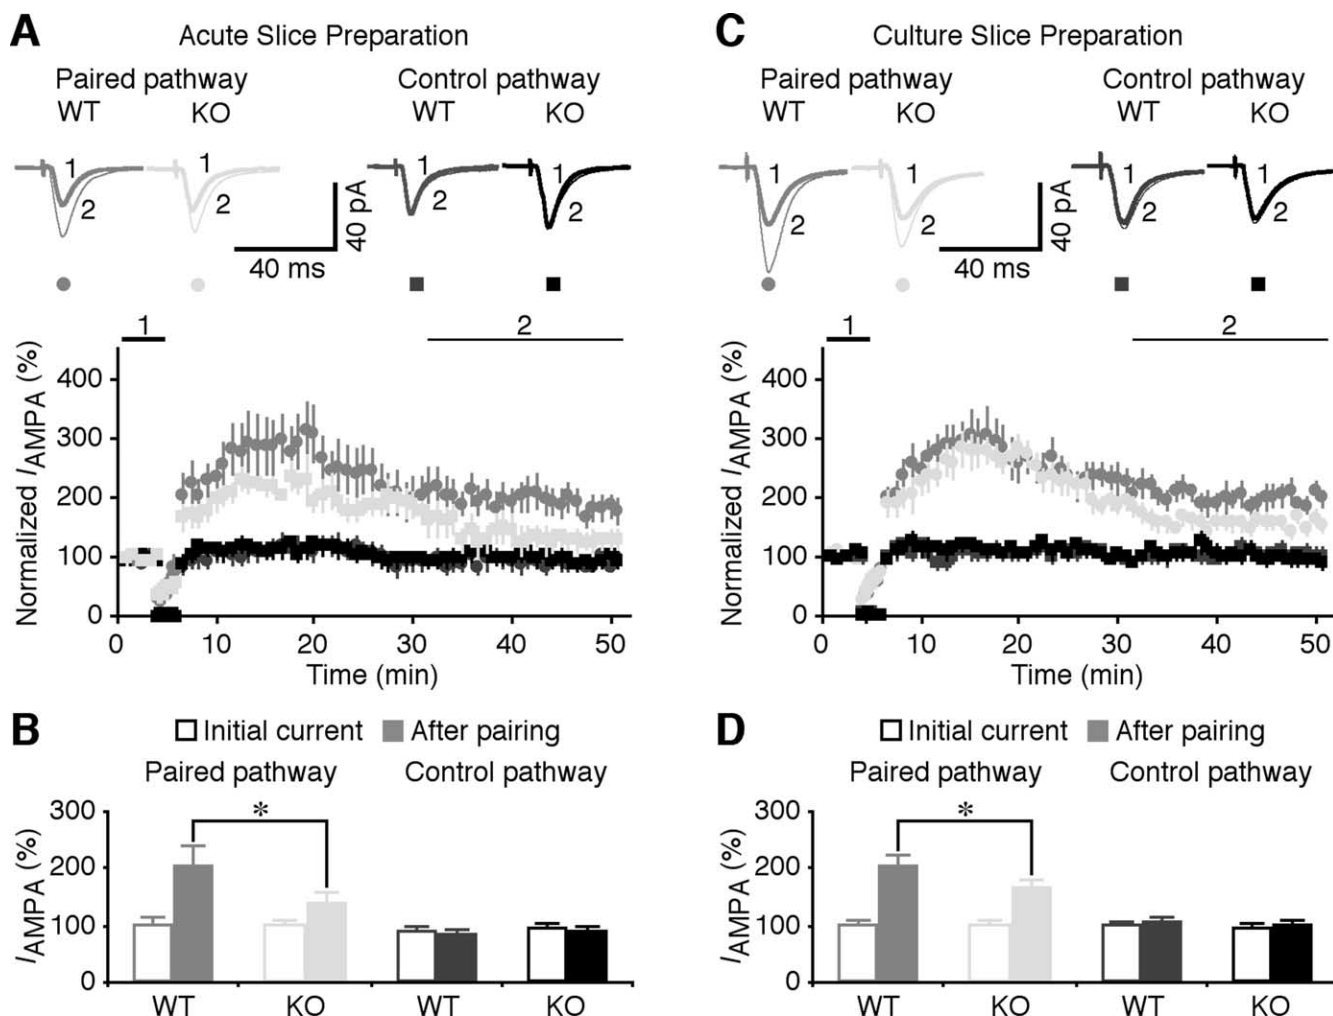 A Acute Slice Preparation
Paired pathway Control pathway
WT KO WT KO
1 1 1 1
2 2 2 2
40 pA
40 ms
1 2
Normalized IAMPA (%)
400
300
200
100
0
0 10 20 30 40 50
Time (min)
C Culture Slice Preparation
Paired pathway Control pathway
WT KO WT KO
1 1 1 1
2 2 2 2
40 pA
40 ms
1 2
Normalized IAMPA (%)
400
300
200
100
0
0 10 20 30 40 50
Time (min)
B Initial current After pairing
Paired pathway Control pathway
IAMPA (%)
300
200
100
0
*
WT KO WT KO
D Initial current After pairing
Paired pathway Control pathway
IAMPA (%)
300
200
100
0
*
WT KO WT KO